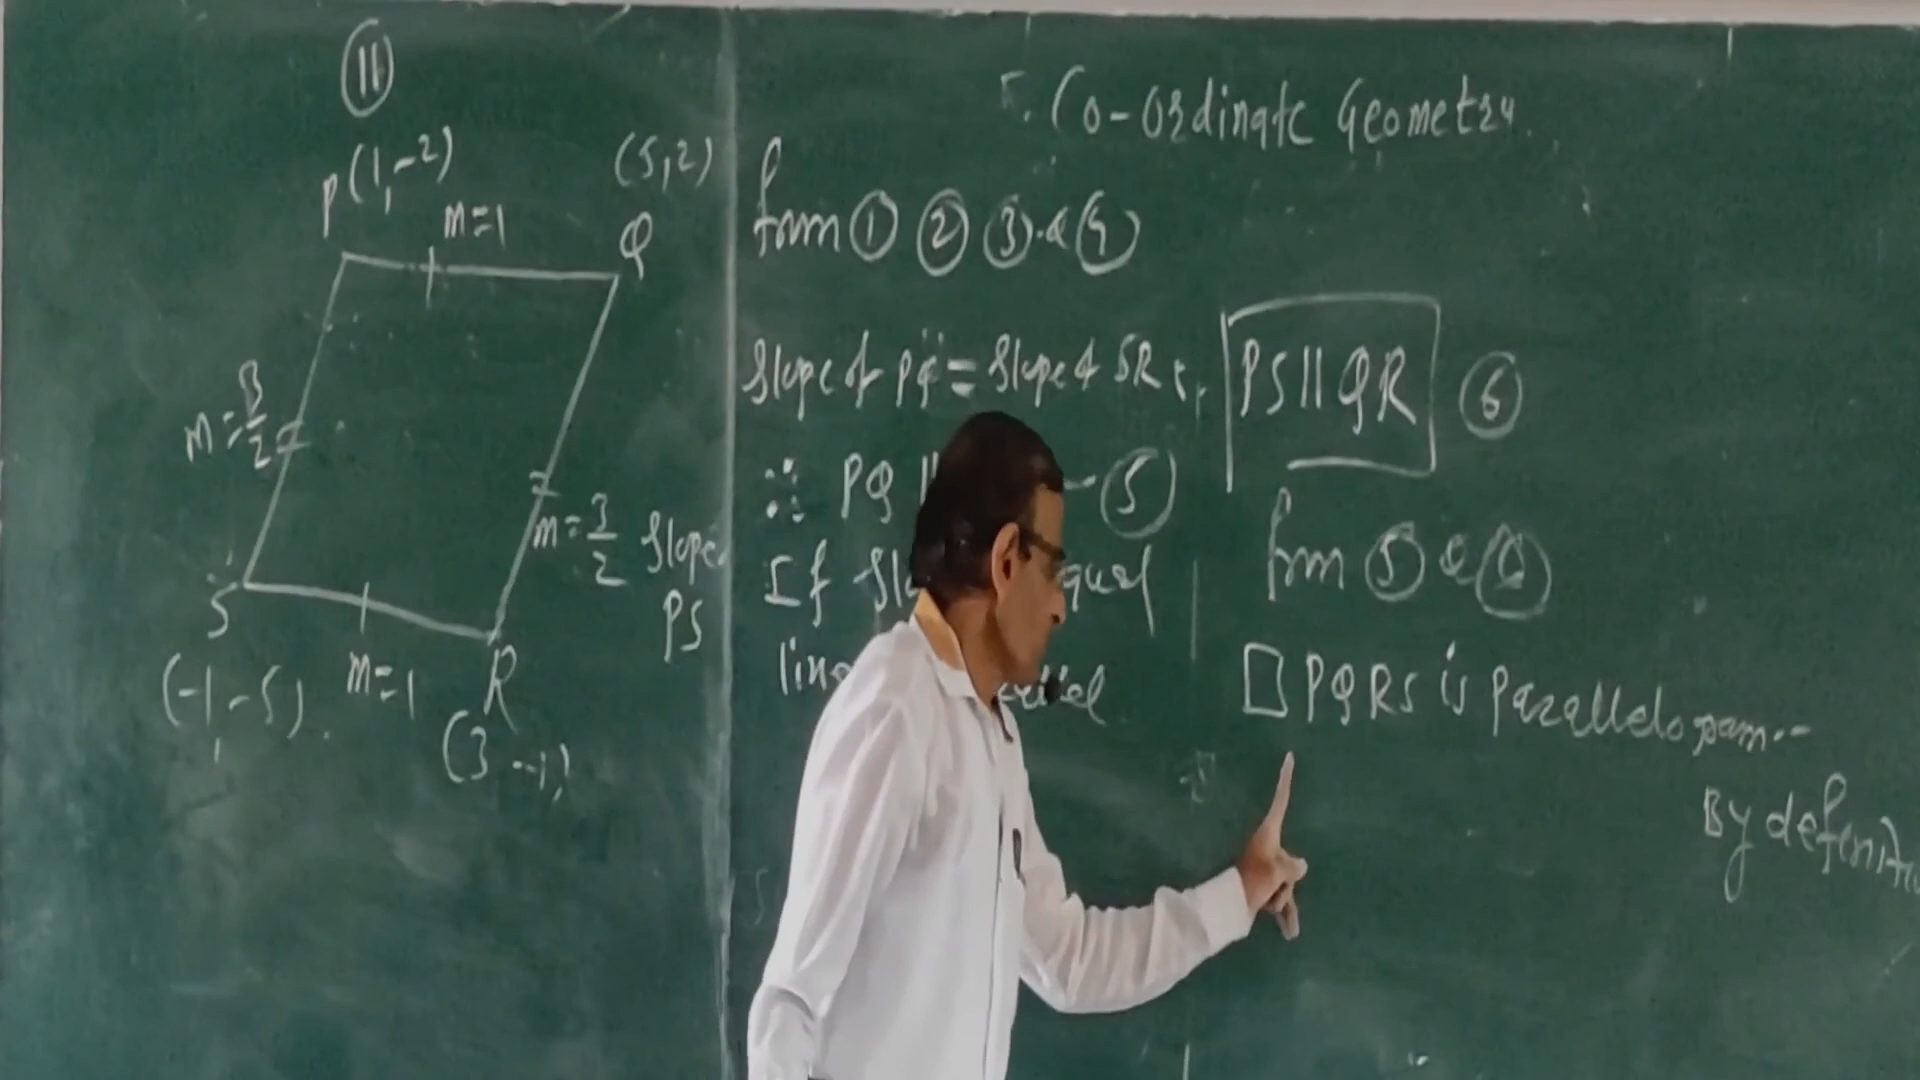 11
5. Co-ordinate Geometry.
P(1,-2)
(5,2)
m=1
Q
from ① ② ③ & ④
Slope of PQ = Slope of SR
PS || QR ⑥
m=3/2
∴ PQ || - ⑤
m=3/2 Slope
PS
from ⑤ & ⑥
If
S
R
□ PQRS is parallelogram
(-1,-5)
m=1
(3,-1)
By